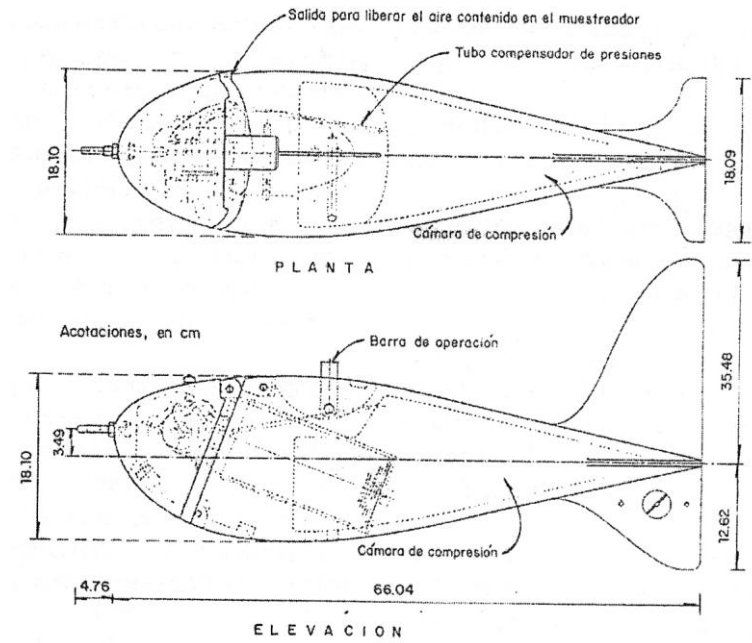 Salida para liberar el aire contenido en el muestreador
Tubo compensador de presiones
18.10
18.09
Cámara de compresión
PLANTA
Acotaciones, en cm
Barra de operación
35.48
3.49
18.10
12.62
Cámara de compresión
4.76
66.04
ELEVACION